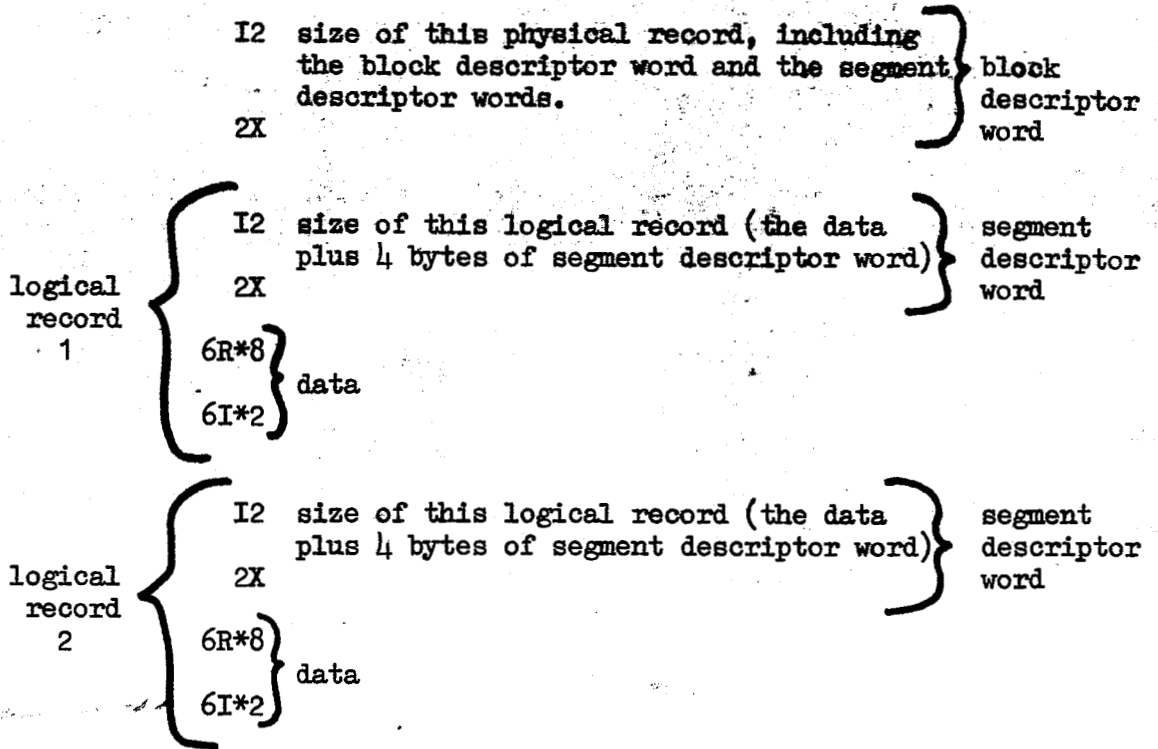 I2 size of this physical record, including
the block descriptor word and the segment
descriptor words.
2X
block
descriptor
word
logical
record
1
I2 size of this logical record (the data
plus 4 bytes of segment descriptor word)
2X
segment
descriptor
word
6R*8
6I*2
data
logical
record
2
I2 size of this logical record (the data
plus 4 bytes of segment descriptor word)
2X
segment
descriptor
word
6R*8
6I*2
data